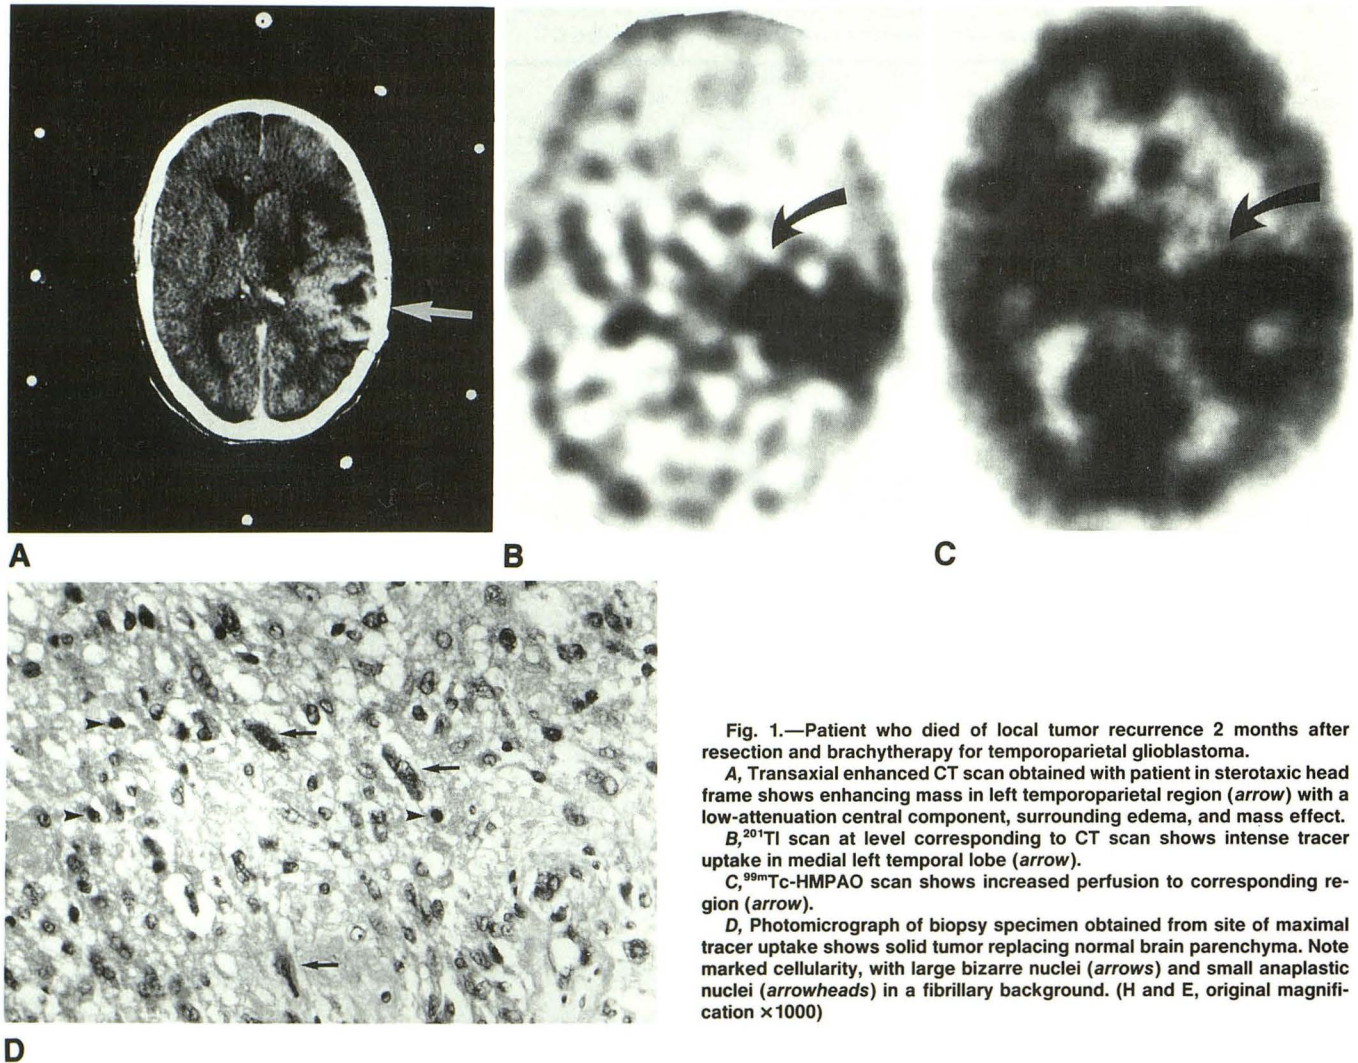 A
B
C
D
Fig. 1.—Patient who died of local tumor recurrence 2 months after
resection and brachytherapy for temporoparietal glioblastoma.
A, Transaxial enhanced CT scan obtained with patient in sterotaxic head
frame shows enhancing mass in left temporoparietal region (arrow) with a
low-attenuation central component, surrounding edema, and mass effect.
B,²⁰¹Tl scan at level corresponding to CT scan shows intense tracer
uptake in medial left temporal lobe (arrow).
C,⁹⁹ᵐTc-HMPAO scan shows increased perfusion to corresponding re-
gion (arrow).
D, Photomicrograph of biopsy specimen obtained from site of maximal
tracer uptake shows solid tumor replacing normal brain parenchyma. Note
marked cellularity, with large bizarre nuclei (arrows) and small anaplastic
nuclei (arrowheads) in a fibrillary background. (H and E, original magnifi-
cation ×1000)